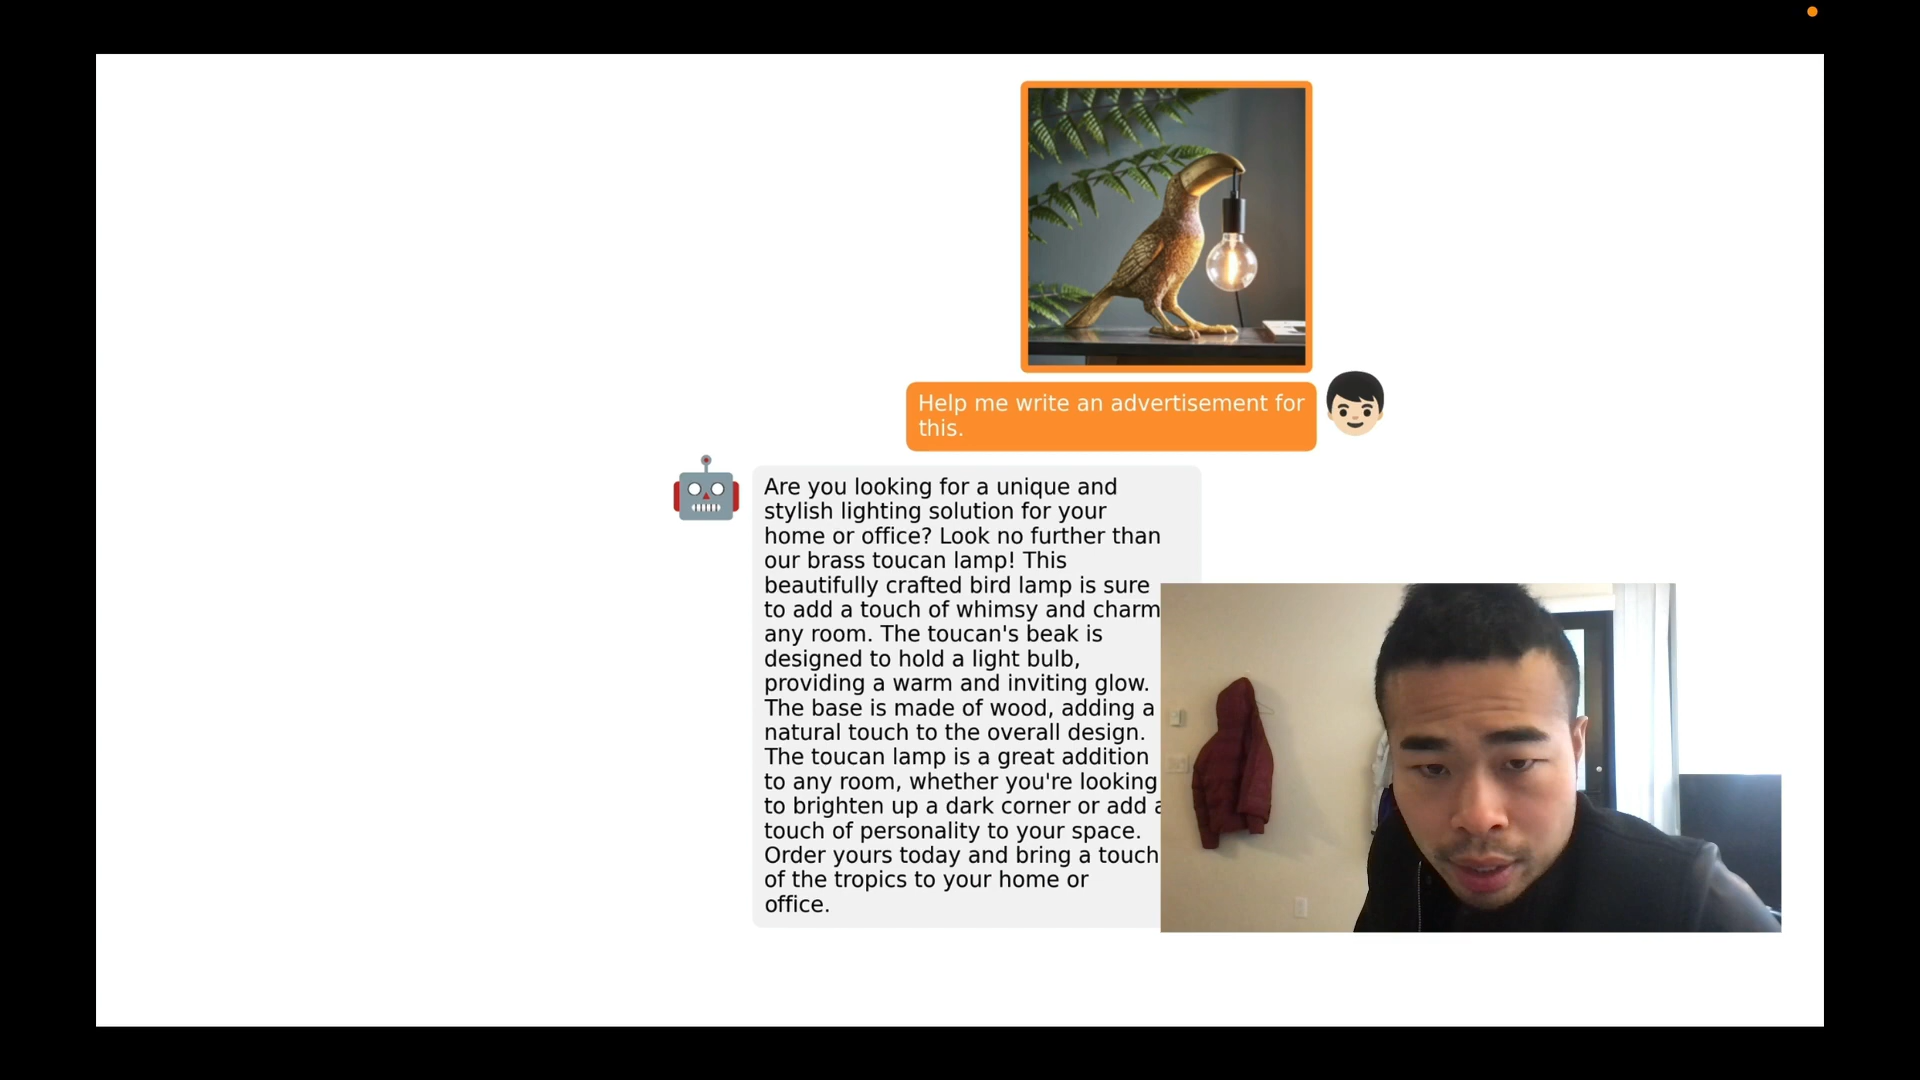 Help me write an advertisement for
this.
Are you looking for a unique and
stylish lighting solution for your
home or office? Look no further than
our brass toucan lamp! This
beautifully crafted bird lamp is sure
to add a touch of whimsy and charm
any room. The toucan's beak is
designed to hold a light bulb,
providing a warm and inviting glow.
The base is made of wood, adding a
natural touch to the overall design.
The toucan lamp is a great addition
to any room, whether you're looking
to brighten up a dark corner or add a
touch of personality to your space.
Order yours today and bring a touch
of the tropics to your home or
office.